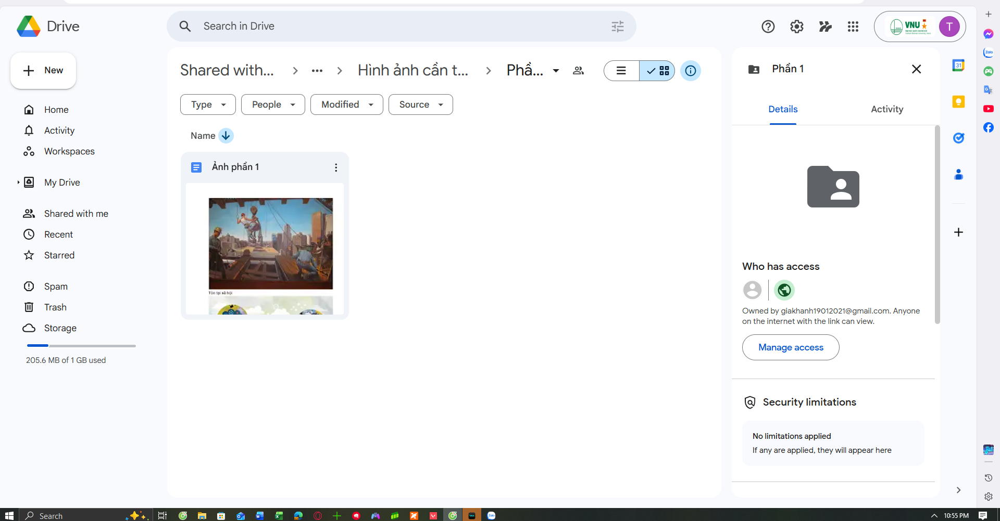 Drive
Search in Drive
VNU
T
New
Home
Activity
Workspaces
My Drive
Shared with me
Recent
Starred
Spam
Trash
Storage
205.6 MB of 1 GB used
Shared with...
Hình ảnh cần t...
Phầ...
Type
People
Modified
Source
Name
Ảnh phần 1
Tồn tại xã hội
Phần 1
Details
Activity
Who has access
Owned by giakhanh19012021@gmail.com. Anyone
on the internet with the link can view.
Manage access
Security limitations
No limitations applied
If any are applied, they will appear here
31
Zalo
Search
10:55 PM